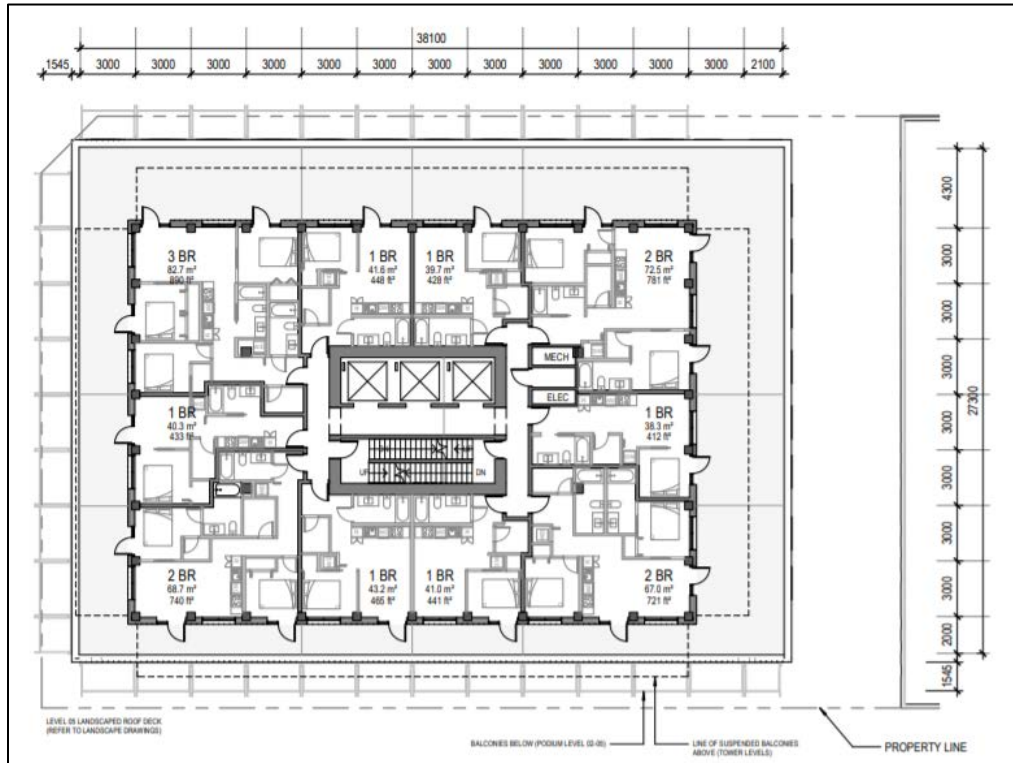 38100
1545 3000 3000 3000 3000 3000 3000 3000 3000 3000 3000 3000 3000 2100
3 BR
82.7 m²
890 ft²
1 BR
41.6 m²
448 ft²
1 BR
39.7 m²
428 ft²
2 BR
72.5 m²
781 ft²
MECH
ELEC
1 BR
40.3 m²
433 ft²
1 BR
38.3 m²
412 ft²
UP
DN
2 BR
68.7 m²
740 ft²
1 BR
43.2 m²
465 ft²
1 BR
41.0 m²
441 ft²
2 BR
67.0 m²
721 ft²
4300
3000
3000
3000
3000
3000
3000
3000
2000
1545
27300
LEVEL 05 LANDSCAPED ROOF DECK
(REFER TO LANDSCAPE DRAWINGS)
BALCONIES BELOW (PODIUM LEVEL 02-05)
LINE OF SUSPENDED BALCONIES
ABOVE (TOWER LEVELS)
PROPERTY LINE